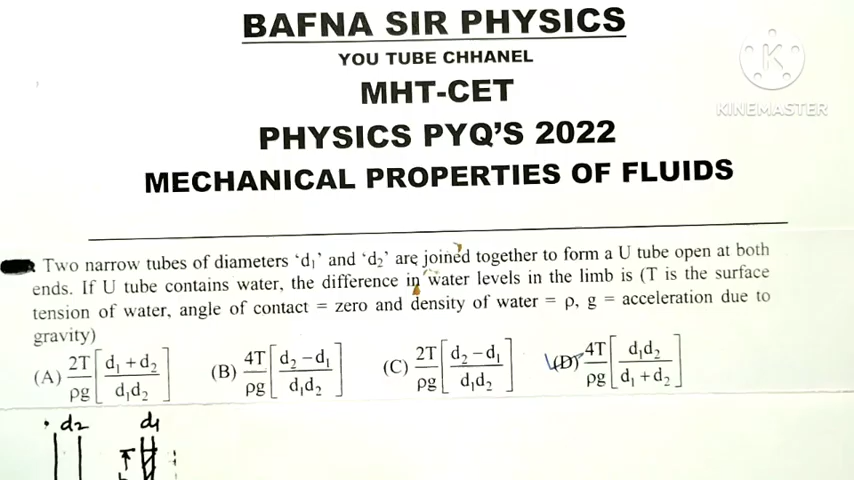 BAFNA SIR PHYSICS
YOU TUBE CHHANEL
MHT-CET
PHYSICS PYQ'S 2022
MECHANICAL PROPERTIES OF FLUIDS
K
KINEMASTER
Two narrow tubes of diameters 'd₁' and 'd₂' are joined together to form a U tube open at both
ends. If U tube contains water, the difference in water levels in the limb is (T is the surface
tension of water, angle of contact = zero and density of water = ρ, g = acceleration due to
gravity)
(A) 2T/ρg [d₁ + d₂ / d₁d₂] (B) 4T/ρg [d₂ – d₁ / d₁d₂] (C) 2T/ρg [d₂ – d₁ / d₁d₂] (D) 4T/ρg [d₁d₂ / d₁ + d₂]
d₂ d₁